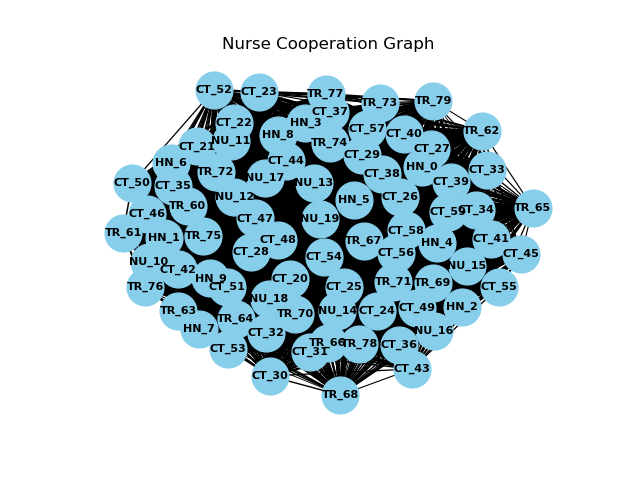 Nurse Cooperation Graph
CT_52
CT_23
TR_77
TR_73
TR_79
CT_37
CT_22
HN_3
CT_57
CT_40
TR_62
NU_11
HN_8
TR_74
CT_21
CT_27
CT_29
HN_6
CT_44
HN_0
CT_33
TR_72
CT_38
NU_17
CT_50
CT_35
NU_13
CT_39
NU_12
CT_26
HN_5
TR_60
CT_46
CT_59
CT_34
TR_65
CT_47
NU_19
TR_61
HN_1
TR_75
CT_58
CT_48
TR_67
HN_4
CT_41
CT_28
CT_56
CT_45
CT_54
NU_10
CT_42
NU_15
HN_9
CT_20
TR_71
TR_69
TR_76
CT_51
CT_25
CT_55
NU_18
HN_2
CT_49
TR_63
NU_14
CT_24
TR_70
TR_64
HN_7
CT_32
NU_16
TR_66
TR_78
CT_36
CT_53
CT_31
CT_43
CT_30
TR_68